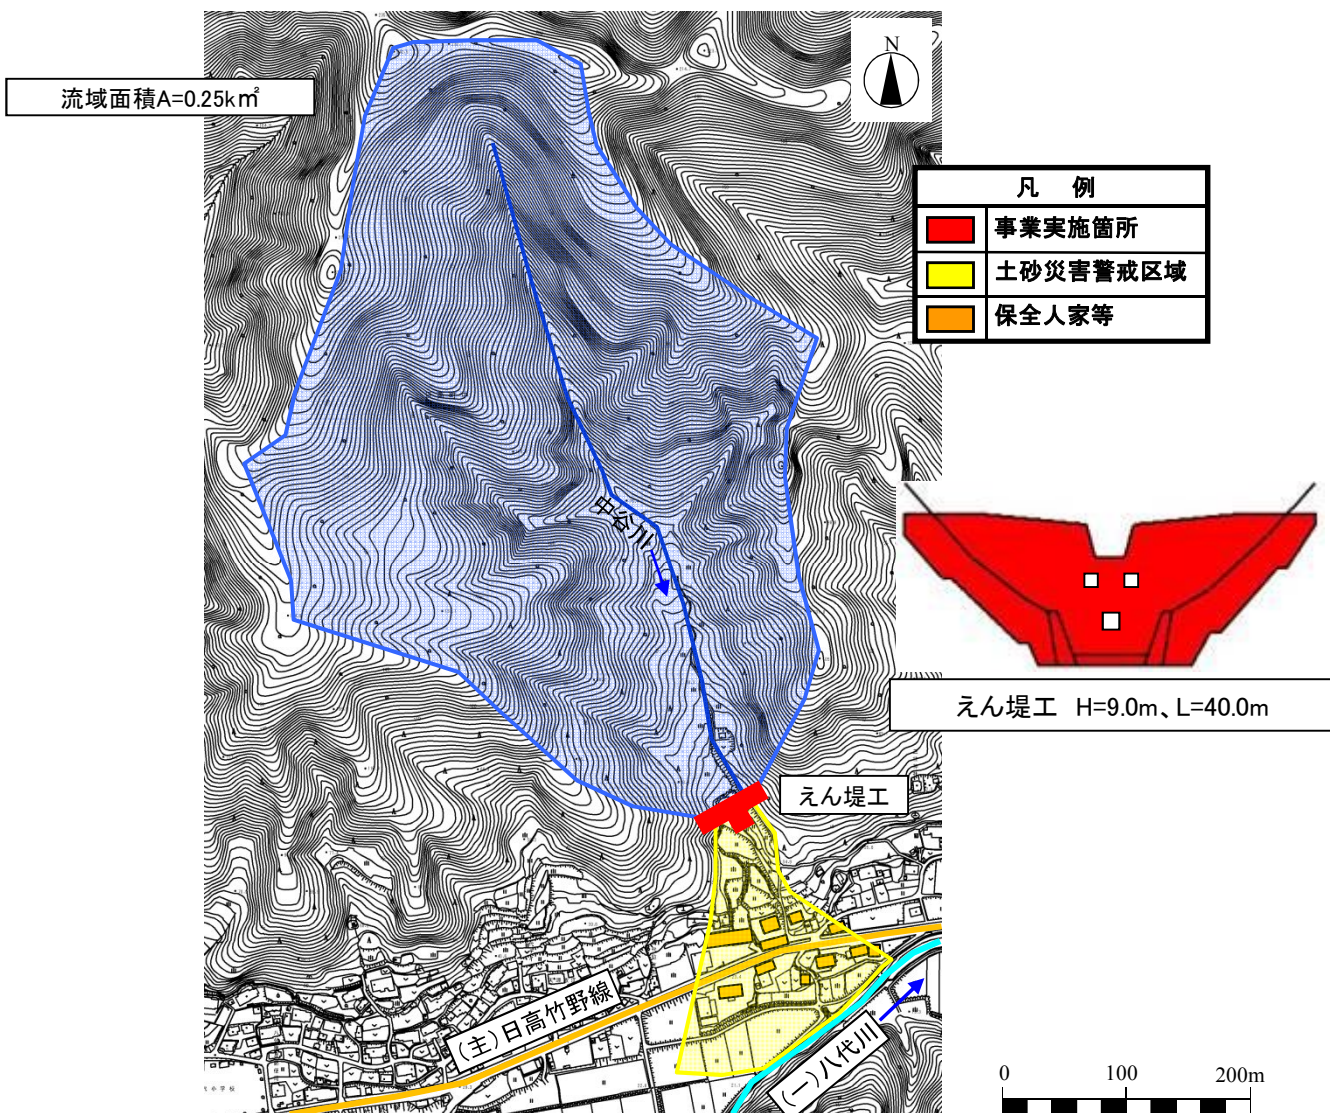 流域面積A=0.25k㎡
N
凡 例
事業実施箇所
土砂災害警戒区域
保全人家等
中谷川
えん堤工 H=9.0m、L=40.0m
えん堤工
(主)日高竹野線
(一)八代川
0 100 200m